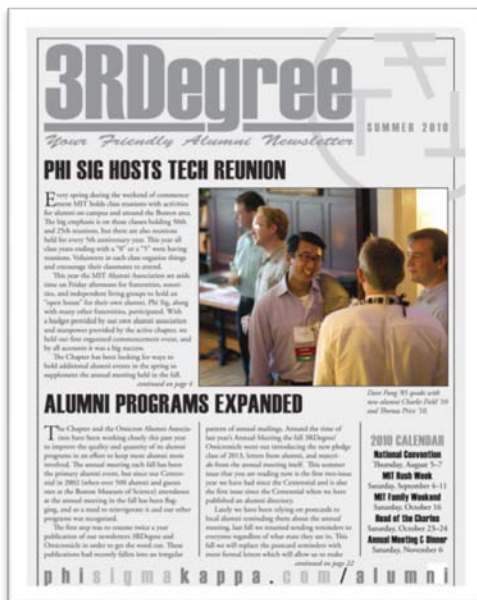 3RDegree
Your Friendly Alumni Newsletter
SUMMER 2010
PHI SIG HOSTS TECH REUNION
Every spring during the weekend of commence-
ment MIT holds class reunions with activities
for alumni on campus and around the Boston area.
The big emphasis is on those classes holding 50th
and 25th reunions, but there are also reunions
held for every 5th anniversary year. This year all
class years ending with a "0" or a "5" were having
reunions. Volunteers in each class organize things
and encourage their classmates to attend.
This year the MIT Alumni Association set aside
time on Friday afternoons for fraternities, sorori-
ties, and independent living groups to hold an
"open house" for their own alumni. Phi Sig, along
with many other fraternities, participated. With
a budget provided by our own alumni association
and manpower provided by the active chapter, we
held our first organized commencement event, and
by all accounts it was a big success.
The Chapter has been looking for ways to
hold additional alumni events in the spring to
supplement the annual meeting held in the fall.
continued on page 4
Dave Fung '85 speaks with
new alumni Charles Field '10
and Thomas Price '10.
ALUMNI PROGRAMS EXPANDED
The Chapter and the Omicron Alumni Associa-
tion have been working closely this past year
to improve the quality and quantity of its alumni
programs in an effort to keep more alumni more
involved. The annual meeting each fall has been
the primary alumni event, but since our Centen-
nial in 2002 (when over 500 alumni and guests
met at the Boston Museum of Science) attendance
at the annual meeting in the fall has been flag-
ging, and so a need to reinvigorate it and our other
programs was recognized.
The first step was to resume twice a year
publication of our newsletters 3RDegree and
Omicronicle in order to get the word out. These
publications had recently fallen into an irregular
pattern of annual mailings. Around the time of
last year's Annual Meeting the fall 3RDegree/
Omicronicle went out introducing the new pledge
class of 2013, letters from alumni, and materi-
als from the annual meeting itself. This summer
issue that you are reading now is the first two-issue
year we have had since the Centennial and is also
the first issue since the Centennial when we have
published an alumni directory.
Lately we have been relying on postcards to
local alumni reminding them about the annual
meeting, last fall we resumed sending reminders to
everyone regardless of what state they are in. This
fall we will replace the postcard reminders with
more formal letters which will allow us to make
continued on page 22
2010 CALENDAR
National Convention
Thursday, August 5–7
MIT Rush Week
Saturday, September 4–11
MIT Family Weekend
Saturday, October 16
Head of the Charles
Saturday, October 23–24
Annual Meeting & Dinner
Saturday, November 6
phisigmakappa.com/alumni